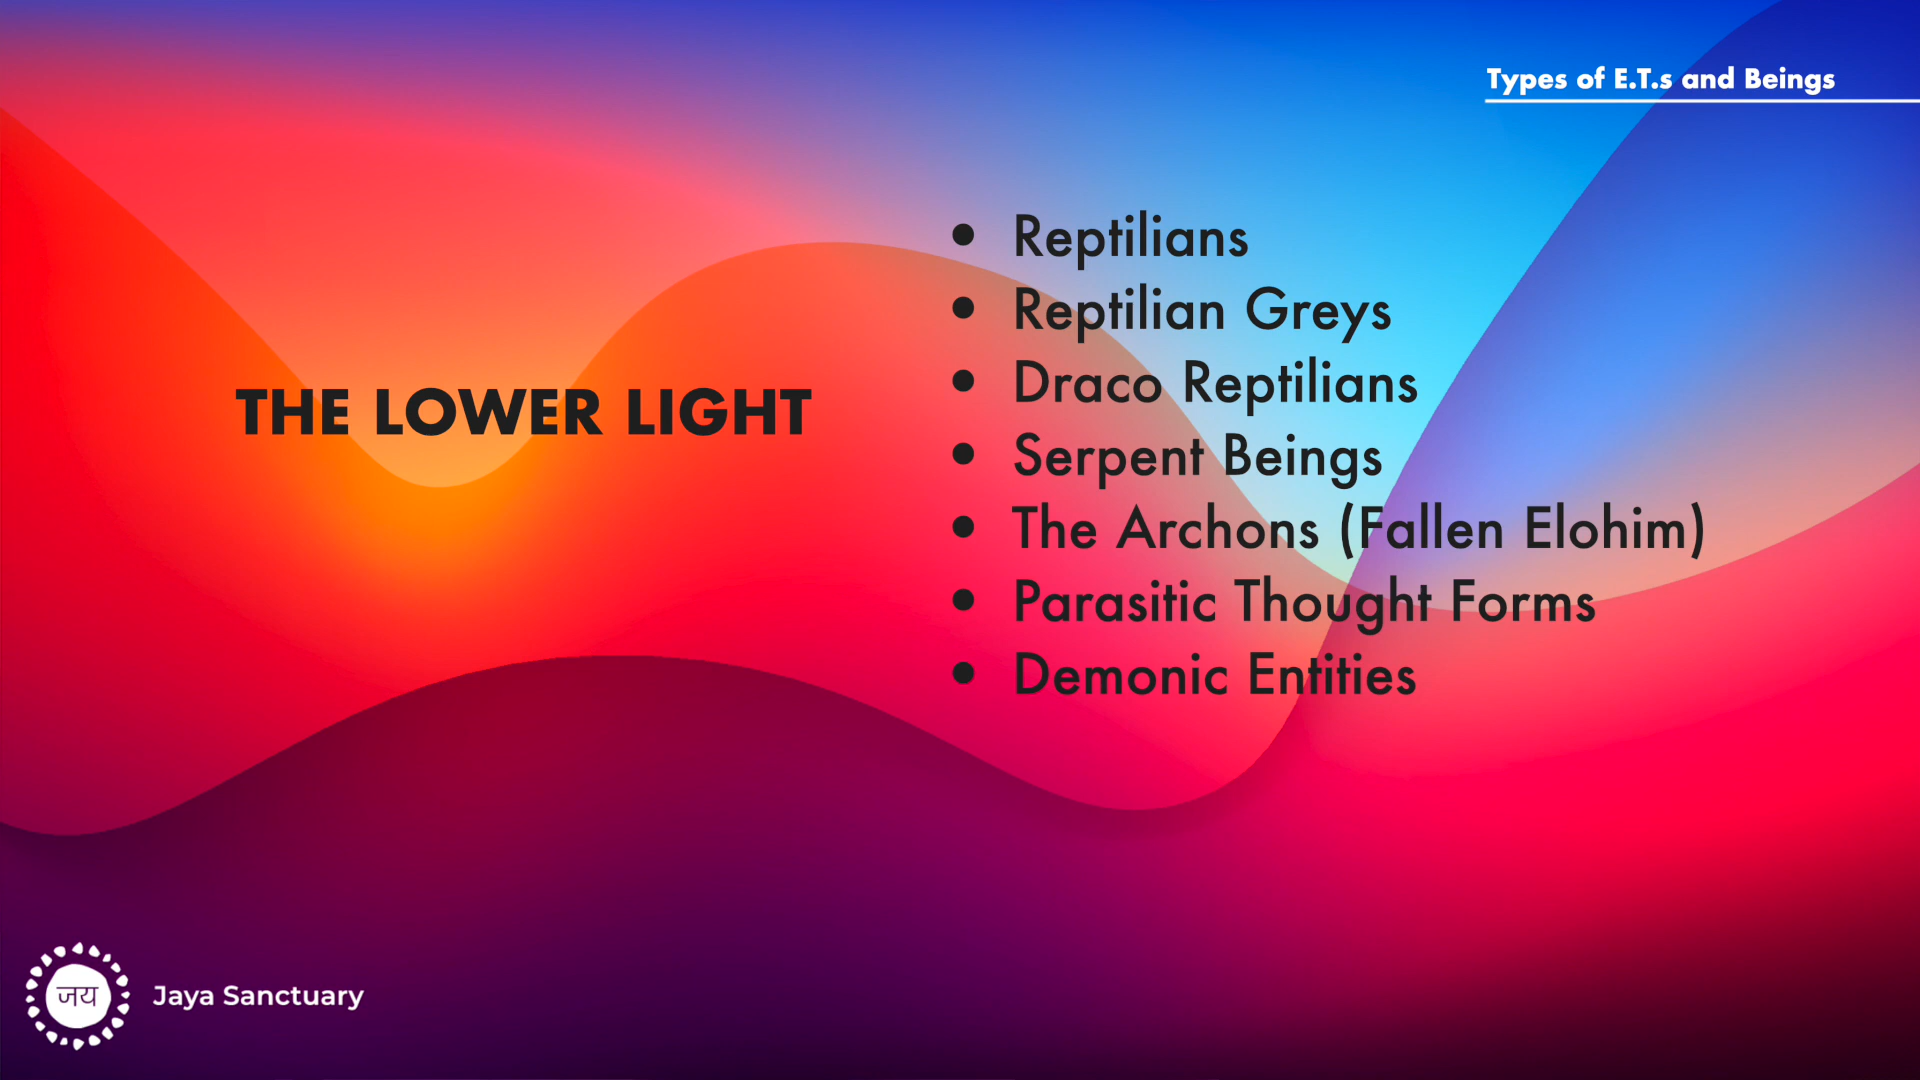 Types of E.T.s and Beings
THE LOWER LIGHT
• Reptilians
• Reptilian Greys
• Draco Reptilians
• Serpent Beings
• The Archons (Fallen Elohim)
• Parasitic Thought Forms
• Demonic Entities
जय
Jaya Sanctuary